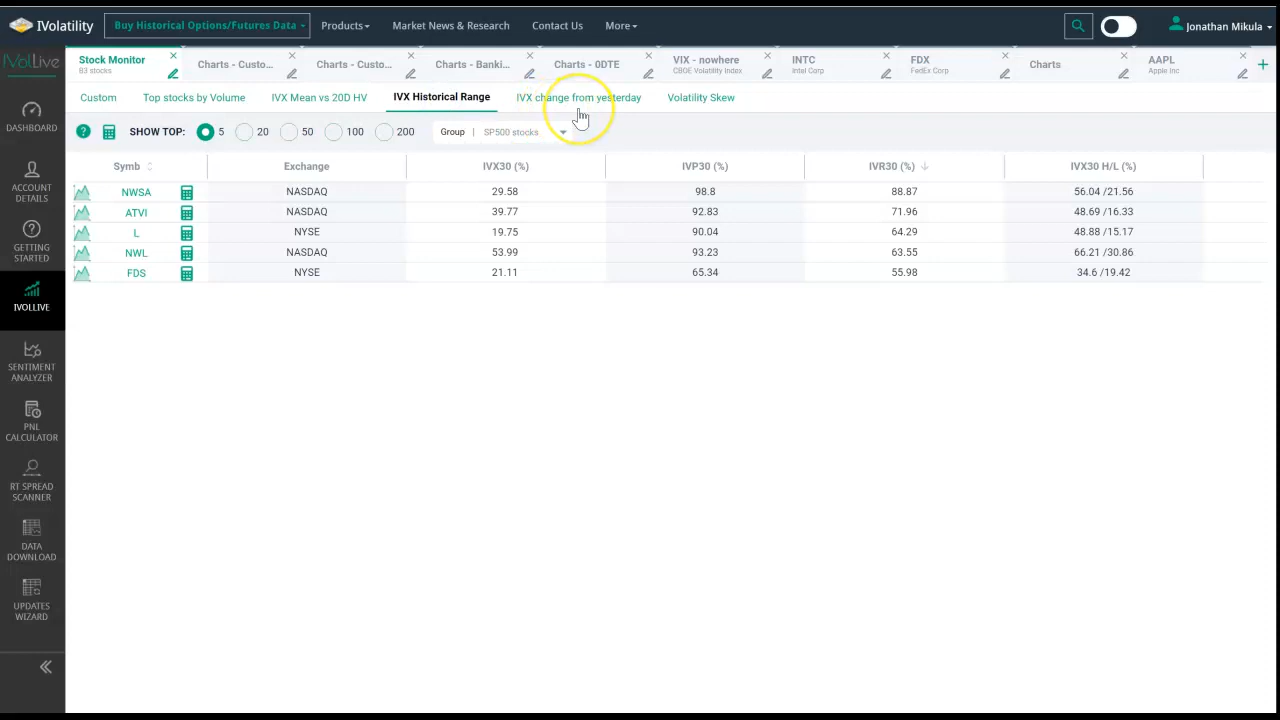 IVolatility Buy Historical Options/Futures Data Products Market News & Research Contact Us More Jonathan Mikula
IVolLive
Stock Monitor
83 stocks
Charts - Custo...
Charts - Custo...
Charts - Banki...
Charts - 0DTE
VIX - nowhere
CBOE Volatility Index
INTC
Intel Corp
FDX
FedEx Corp
Charts
AAPL
Apple Inc
Custom Top stocks by Volume IVX Mean vs 20D HV IVX Historical Range IVX change from yesterday Volatility Skew
? SHOW TOP: 5 20 50 100 200 Group | SP500 stocks
Symb Exchange IVX30 (%) IVP30 (%) IVR30 (%) IVX30 H/L (%)
NWSA NASDAQ 29.58 98.8 88.87 56.04 /21.56
ATVI NASDAQ 39.77 92.83 71.96 48.69 /16.33
L NYSE 19.75 90.04 64.29 48.88 /15.17
NWL NASDAQ 53.99 93.23 63.55 66.21 /30.86
FDS NYSE 21.11 65.34 55.98 34.6 /19.42
DASHBOARD
ACCOUNT
DETAILS
GETTING
STARTED
IVOLLIVE
SENTIMENT
ANALYZER
PNL
CALCULATOR
RT SPREAD
SCANNER
DATA
DOWNLOAD
UPDATES
WIZARD